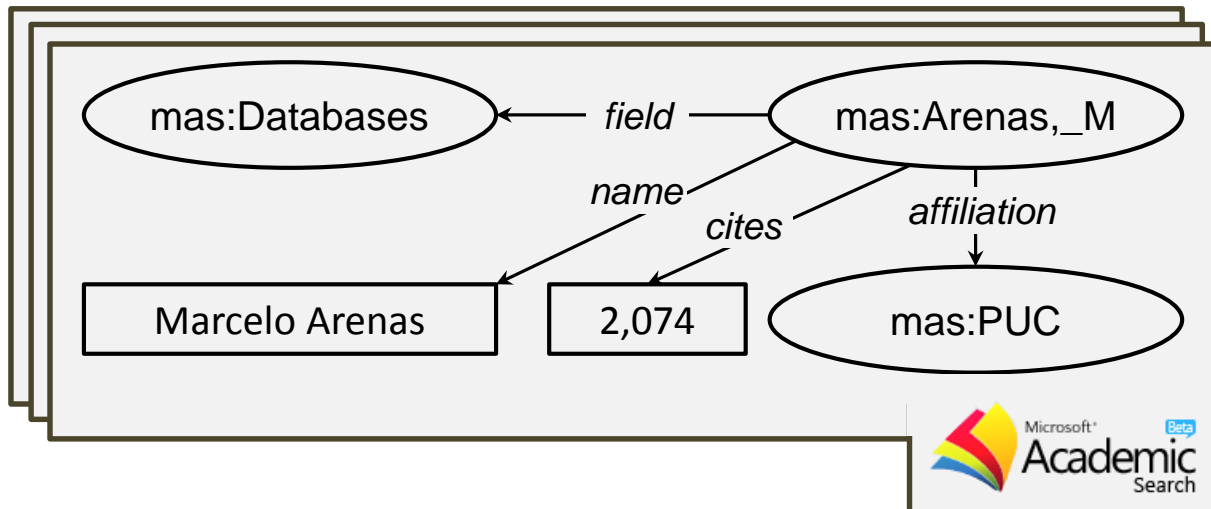 mas:Databases
field
mas:Arenas,_M
name
cites
affiliation
Marcelo Arenas
2,074
mas:PUC
Microsoft®
Beta
Academic
Search